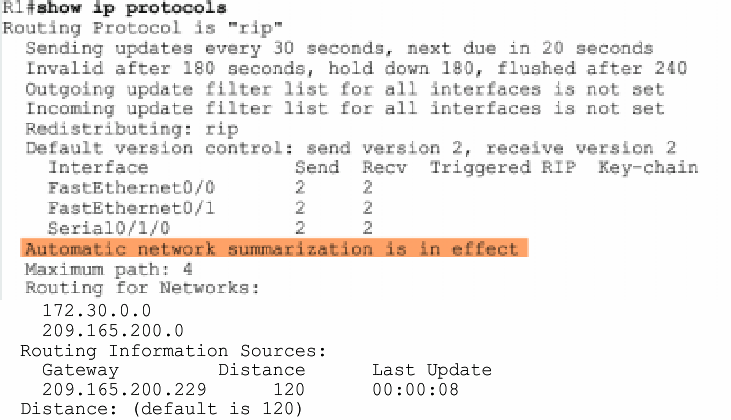 R1#show ip protocols
Routing Protocol is "rip"
Sending updates every 30 seconds, next due in 20 seconds
Invalid after 180 seconds, hold down 180, flushed after 240
Outgoing update filter list for all interfaces is not set
Incoming update filter list for all interfaces is not set
Redistributing: rip
Default version control: send version 2, receive version 2
Interface Send Recv Triggered RIP Key-chain
FastEthernet0/0 2 2
FastEthernet0/1 2 2
Serial0/1/0 2 2
Automatic network summarization is in effect
Maximum path: 4
Routing for Networks:
172.30.0.0
209.165.200.0
Routing Information Sources:
Gateway Distance Last Update
209.165.200.229 120 00:00:08
Distance: (default is 120)